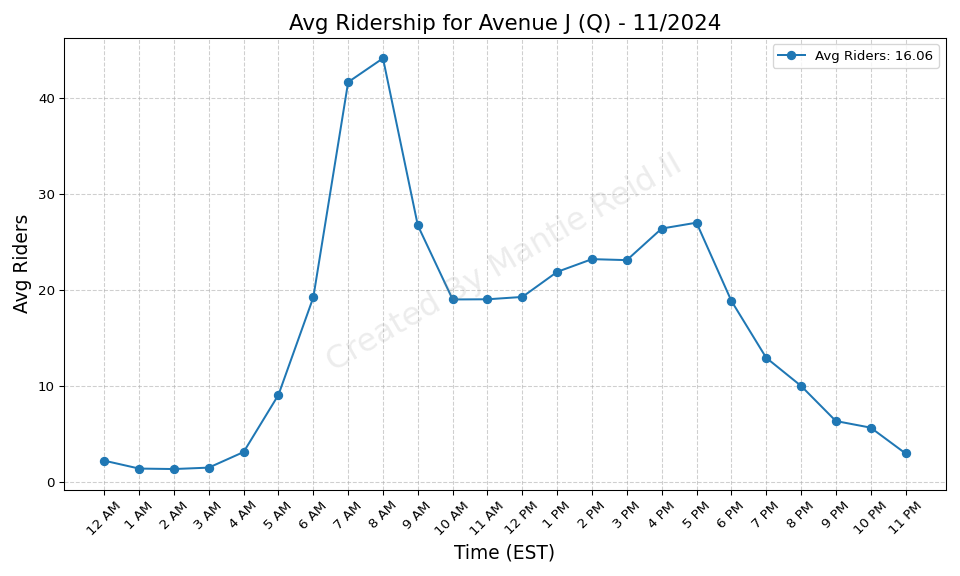 Avg Ridership for Avenue J (Q) - 11/2024
Avg Riders: 16.06
Avg Riders
40
30
20
10
0
Created By Mantie Reid II
12 AM
1 AM
2 AM
3 AM
4 AM
5 AM
6 AM
7 AM
8 AM
9 AM
10 AM
11 AM
12 PM
1 PM
2 PM
3 PM
4 PM
5 PM
6 PM
7 PM
8 PM
9 PM
10 PM
11 PM
Time (EST)